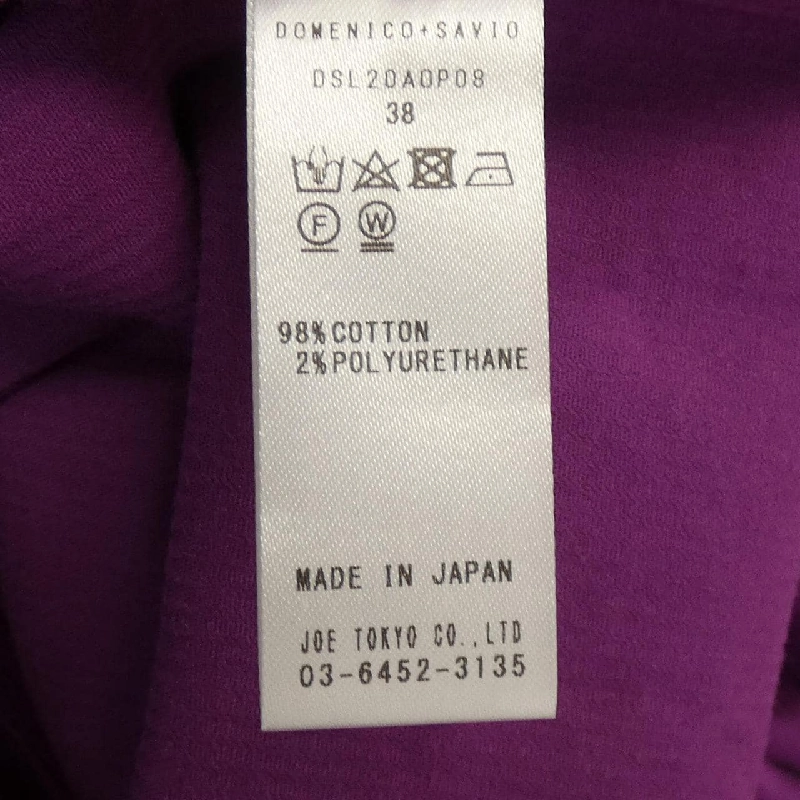 DOMENICO+SAVIO
DSL20AOP08
38
F W
98%COTTON
2%POLYURETHANE
MADE IN JAPAN
JOE TOKYO CO.,LTD
03-6452-3135